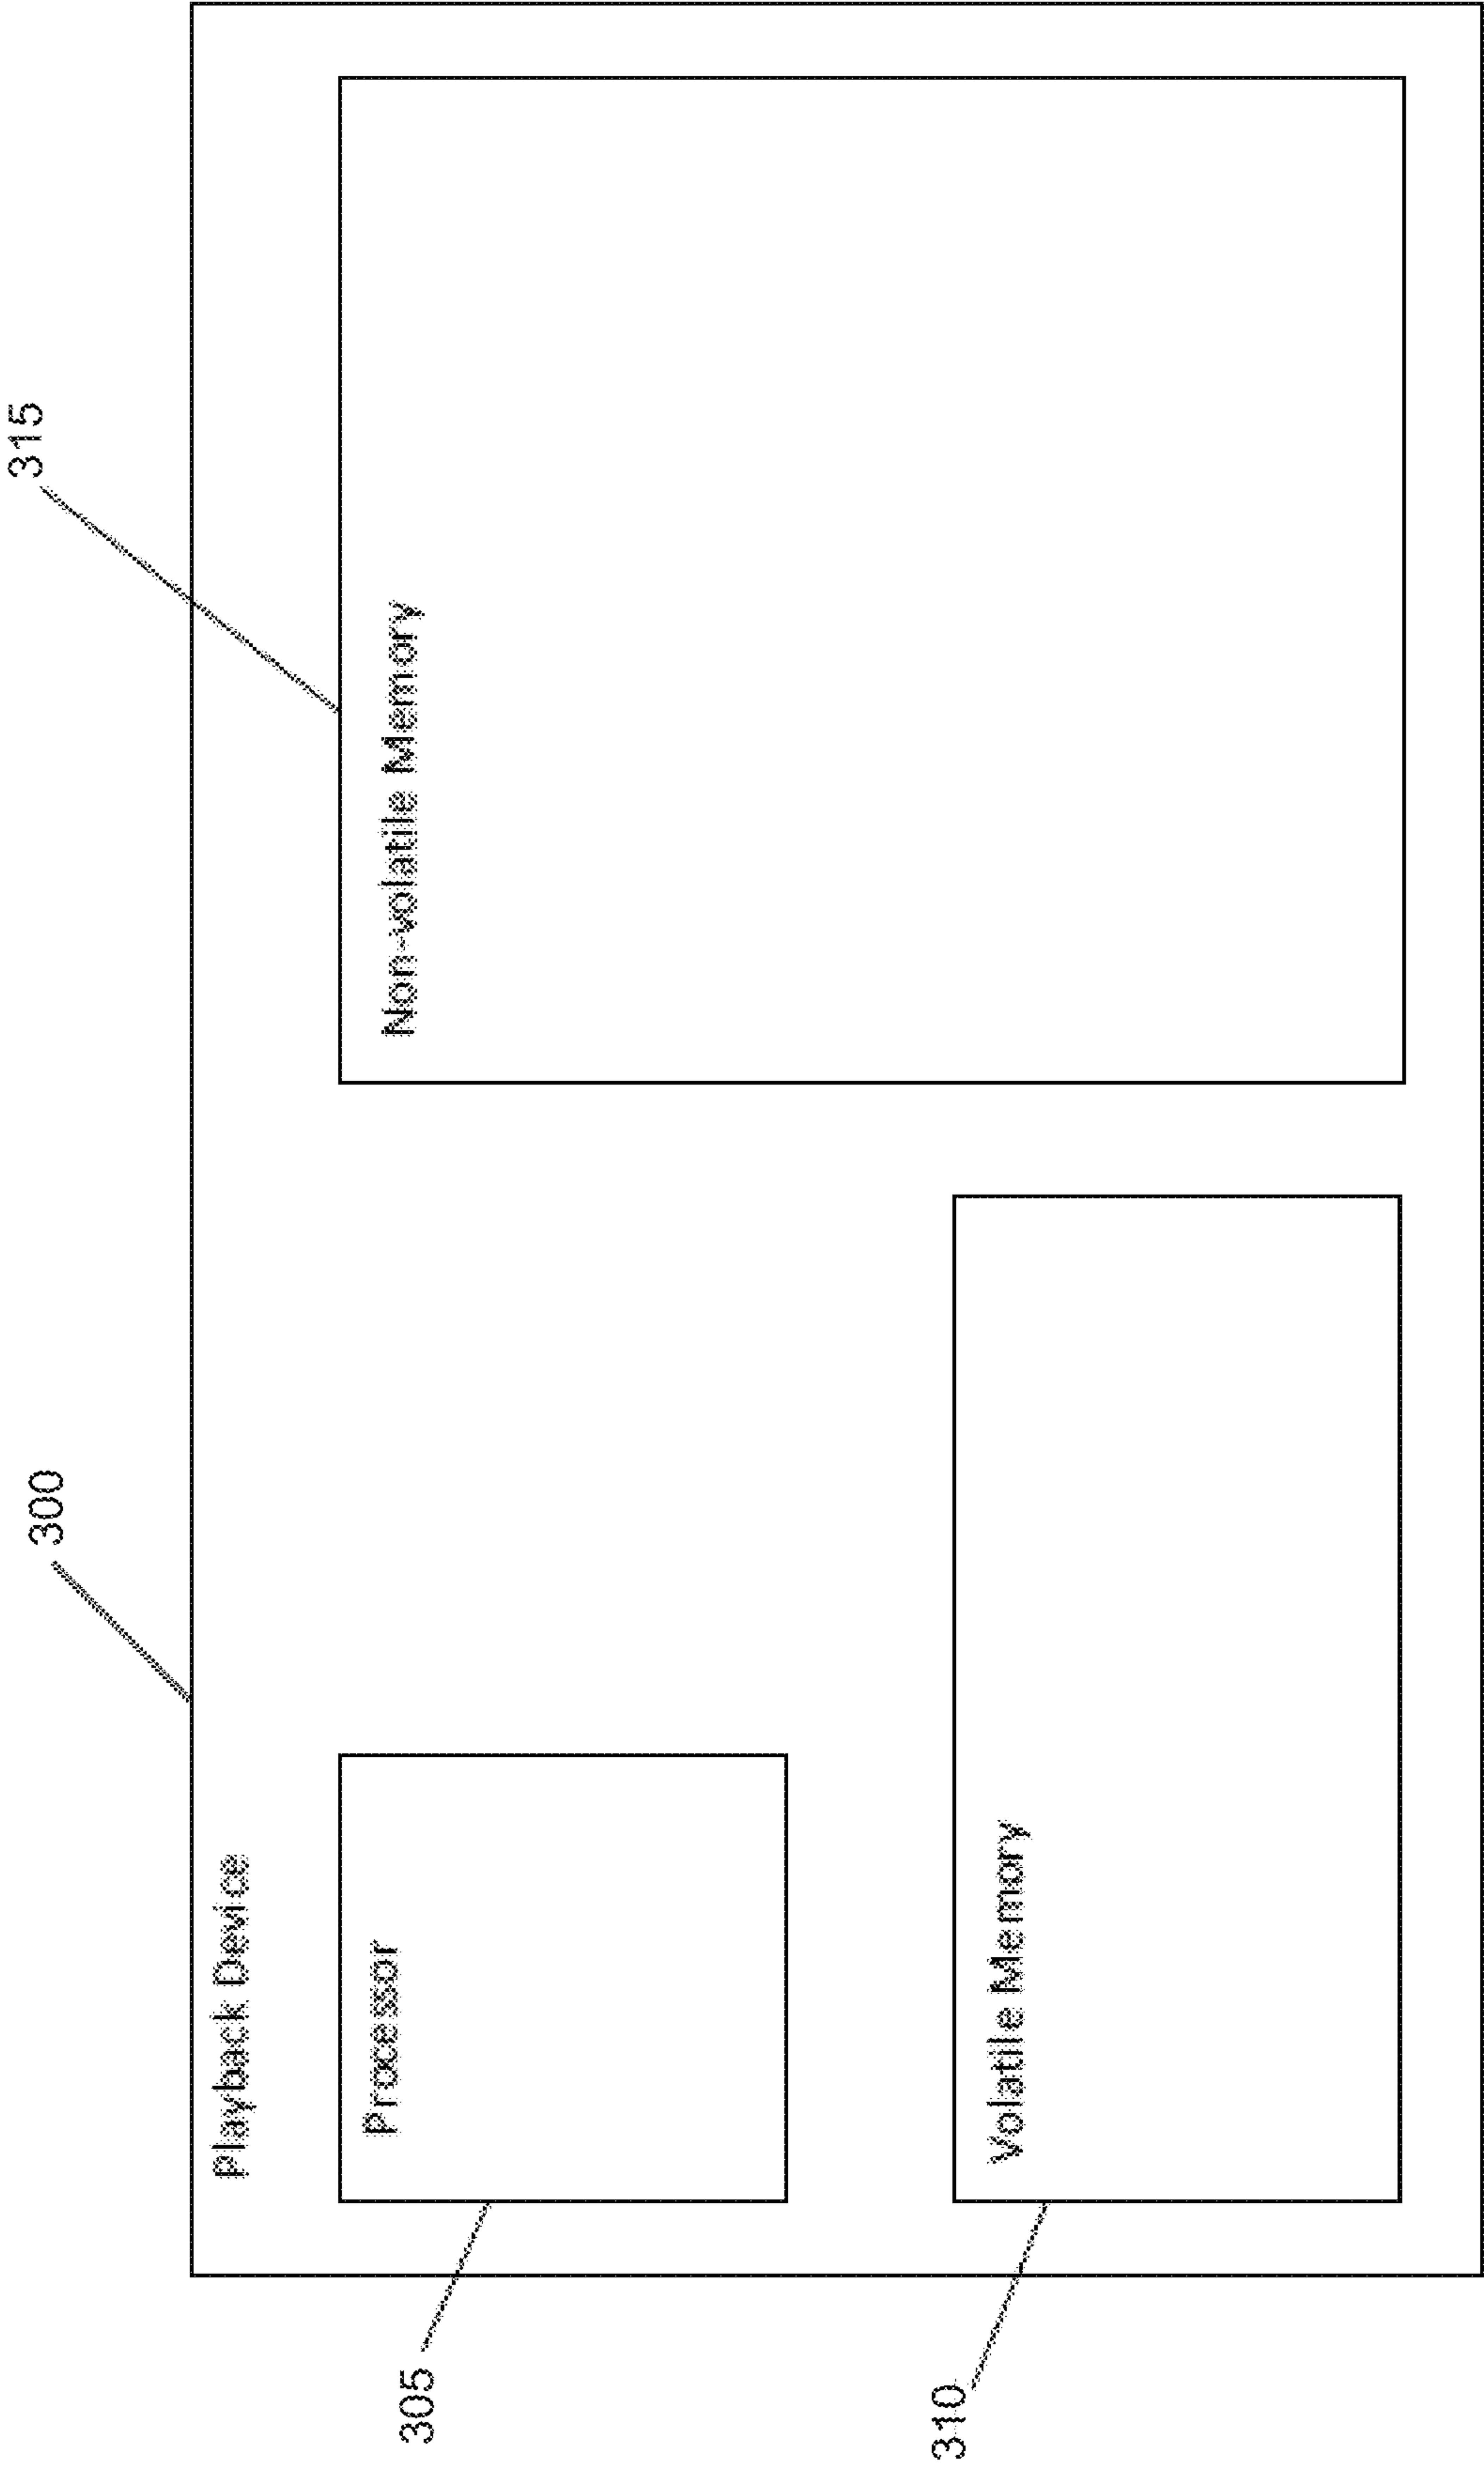 300
315
Playback Device
305
Processor
Non-volatile Memory
310
Volatile Memory